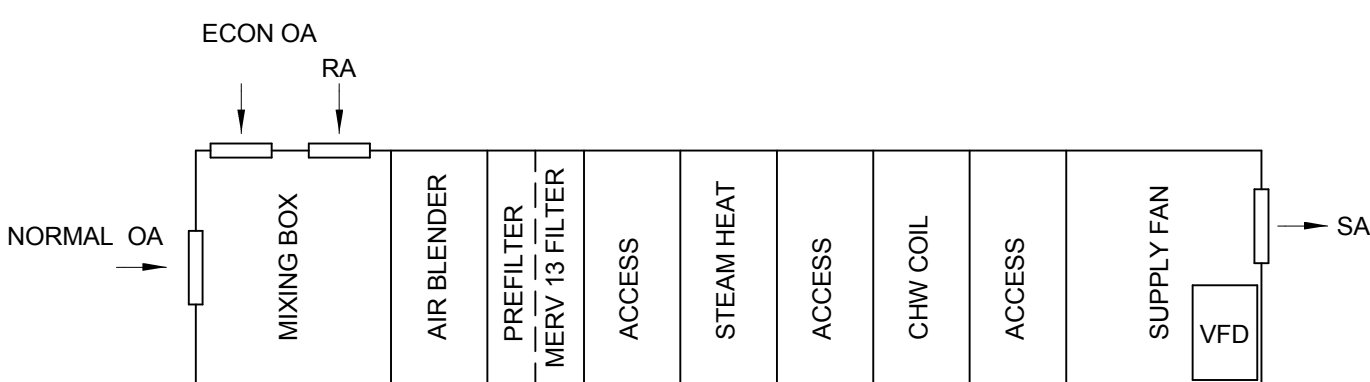 ECON OA
RA
NORMAL OA
MIXING BOX
AIR BLENDER
PREFILTER
MERV 13 FILTER
ACCESS
STEAM HEAT
ACCESS
CHW COIL
ACCESS
SUPPLY FAN
VFD
SA